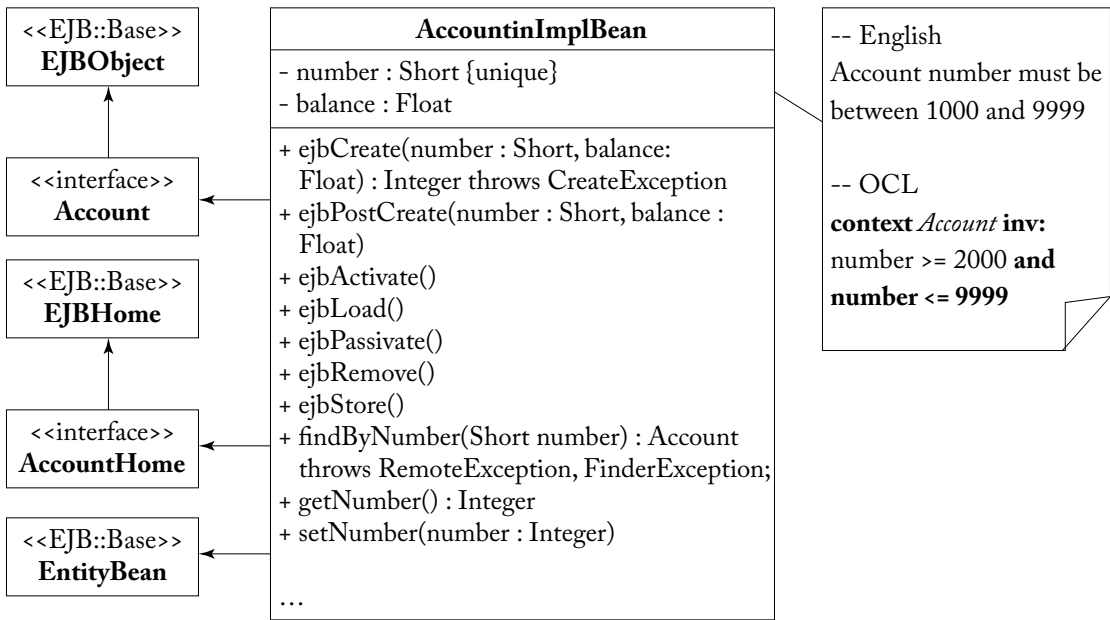 <<EJB::Base>>
EJBObject
<<interface>>
Account
<<EJB::Base>>
EJBHome
<<interface>>
AccountHome
<<EJB::Base>>
EntityBean
AccountinImplBean
- number : Short {unique}
- balance : Float
+ ejbCreate(number : Short, balance:
Float) : Integer throws CreateException
+ ejbPostCreate(number : Short, balance :
Float)
+ ejbActivate()
+ ejbLoad()
+ ejbPassivate()
+ ejbRemove()
+ ejbStore()
+ findByNumber(Short number) : Account
throws RemoteException, FinderException;
+ getNumber() : Integer
+ setNumber(number : Integer)
…
-- English
Account number must be
between 1000 and 9999
-- OCL
context Account inv:
number >= 2000 and
number <= 9999